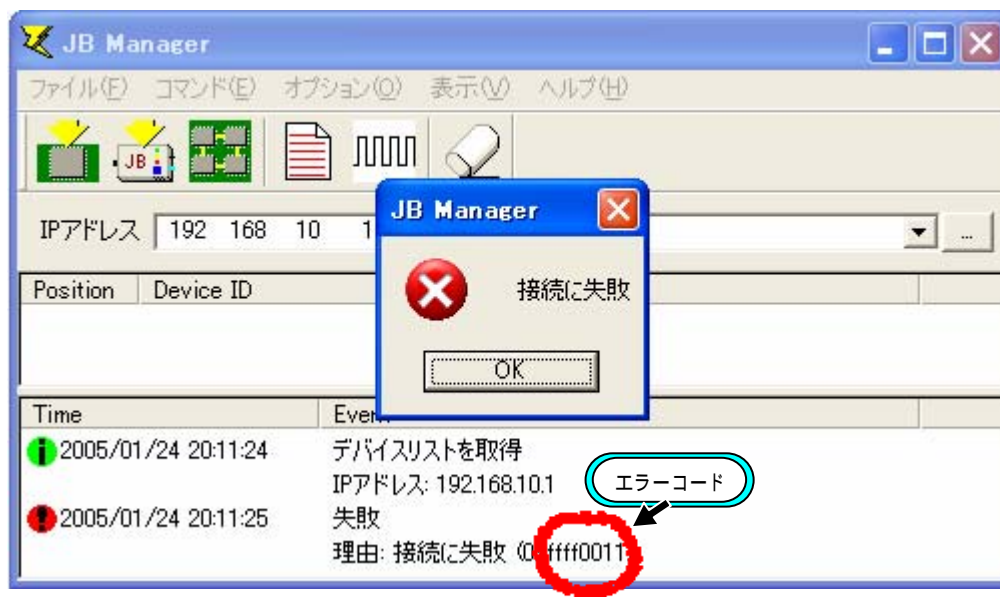 JB Manager
ファイル(F) コマンド(E) オプション(O) 表示(V) ヘルプ(H)
JB
IPアドレス 192 168 10 1 ...
JB Manager
接続に失敗
OK
Position Device ID
Time
2005/01/24 20:11:24 デバイスリストを取得
IPアドレス: 192.168.10.1
エラーコード
2005/01/24 20:11:25 失敗
理由: 接続に失敗 ffff0011